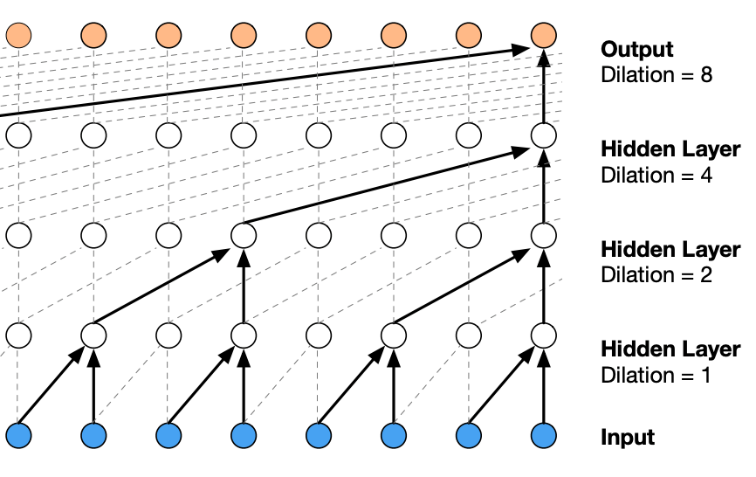 Output
Dilation = 8
Hidden Layer
Dilation = 4
Hidden Layer
Dilation = 2
Hidden Layer
Dilation = 1
Input